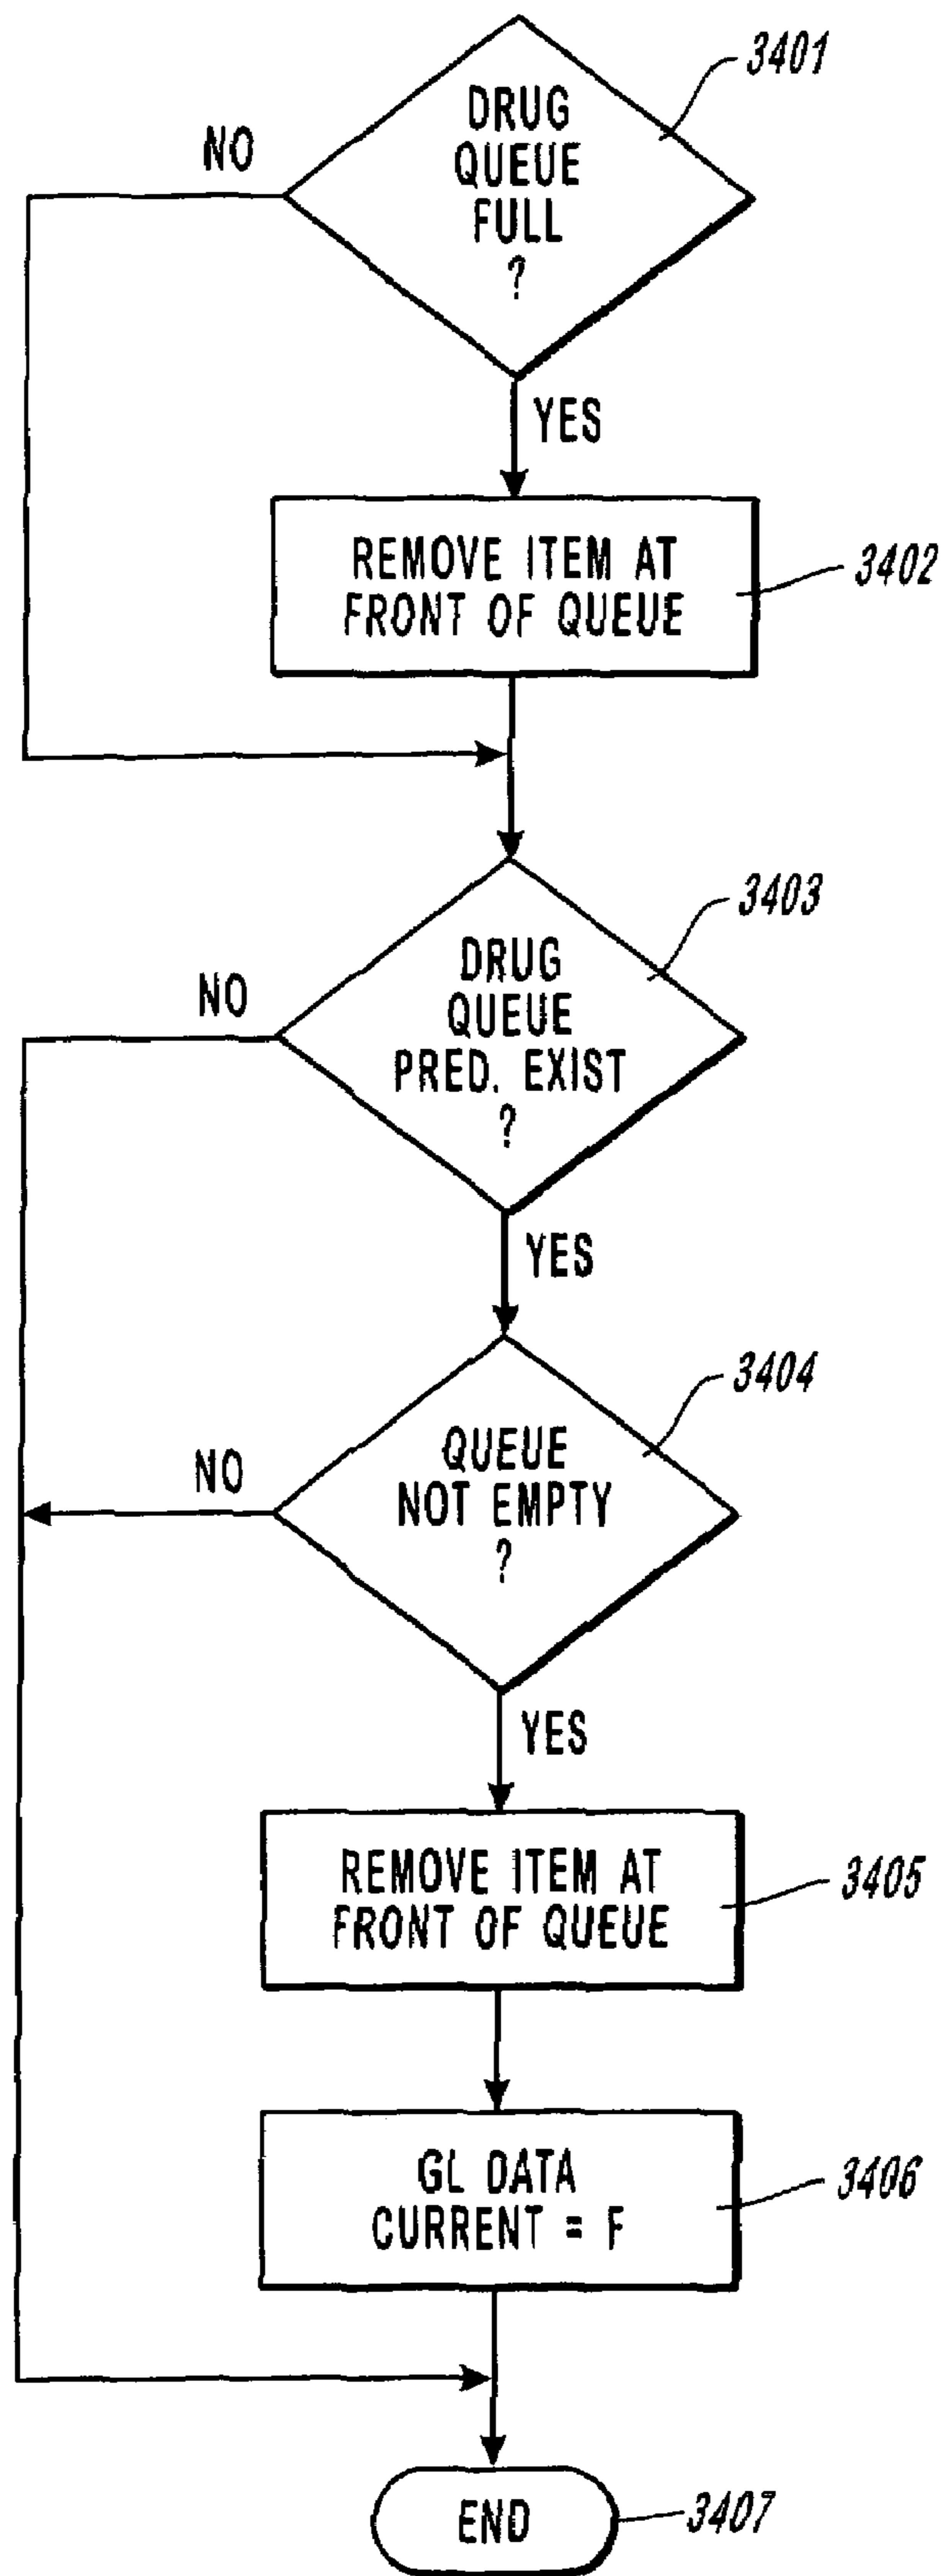 3401
DRUG
QUEUE
FULL
?
NO
YES
REMOVE ITEM AT
FRONT OF QUEUE
3402
3403
DRUG
QUEUE
PRED. EXIST
?
NO
YES
3404
QUEUE
NOT EMPTY
?
NO
YES
REMOVE ITEM AT
FRONT OF QUEUE
3405
GL DATA
CURRENT = F
3406
END
3407